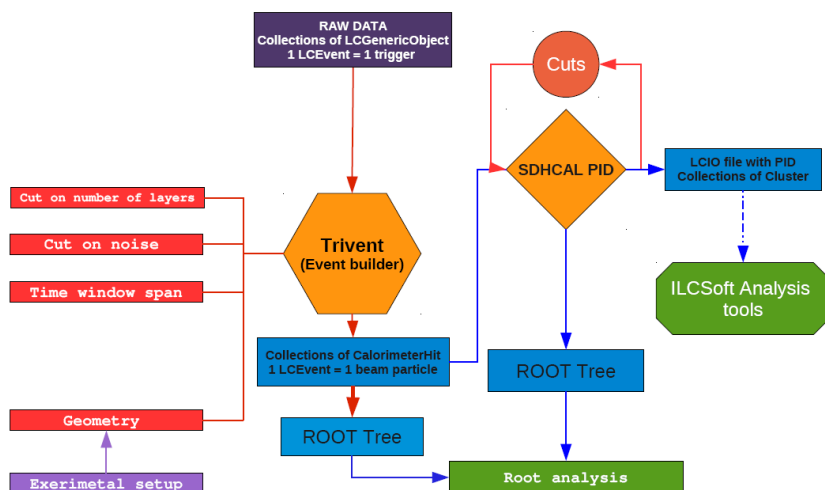 RAW DATA
Collections of LCGenericObject
1 LCEvent = 1 trigger
Cuts
SDHCAL PID
LCIO file with PID
Collections of Cluster
Cut on number of layers
Cut on noise
Time window span
Trivent
(Event builder)
ILCSoft Analysis
tools
Collections of CalorimeterHit
1 LCEvent = 1 beam particle
ROOT Tree
Geometry
ROOT Tree
Root analysis
Exerimetal setup